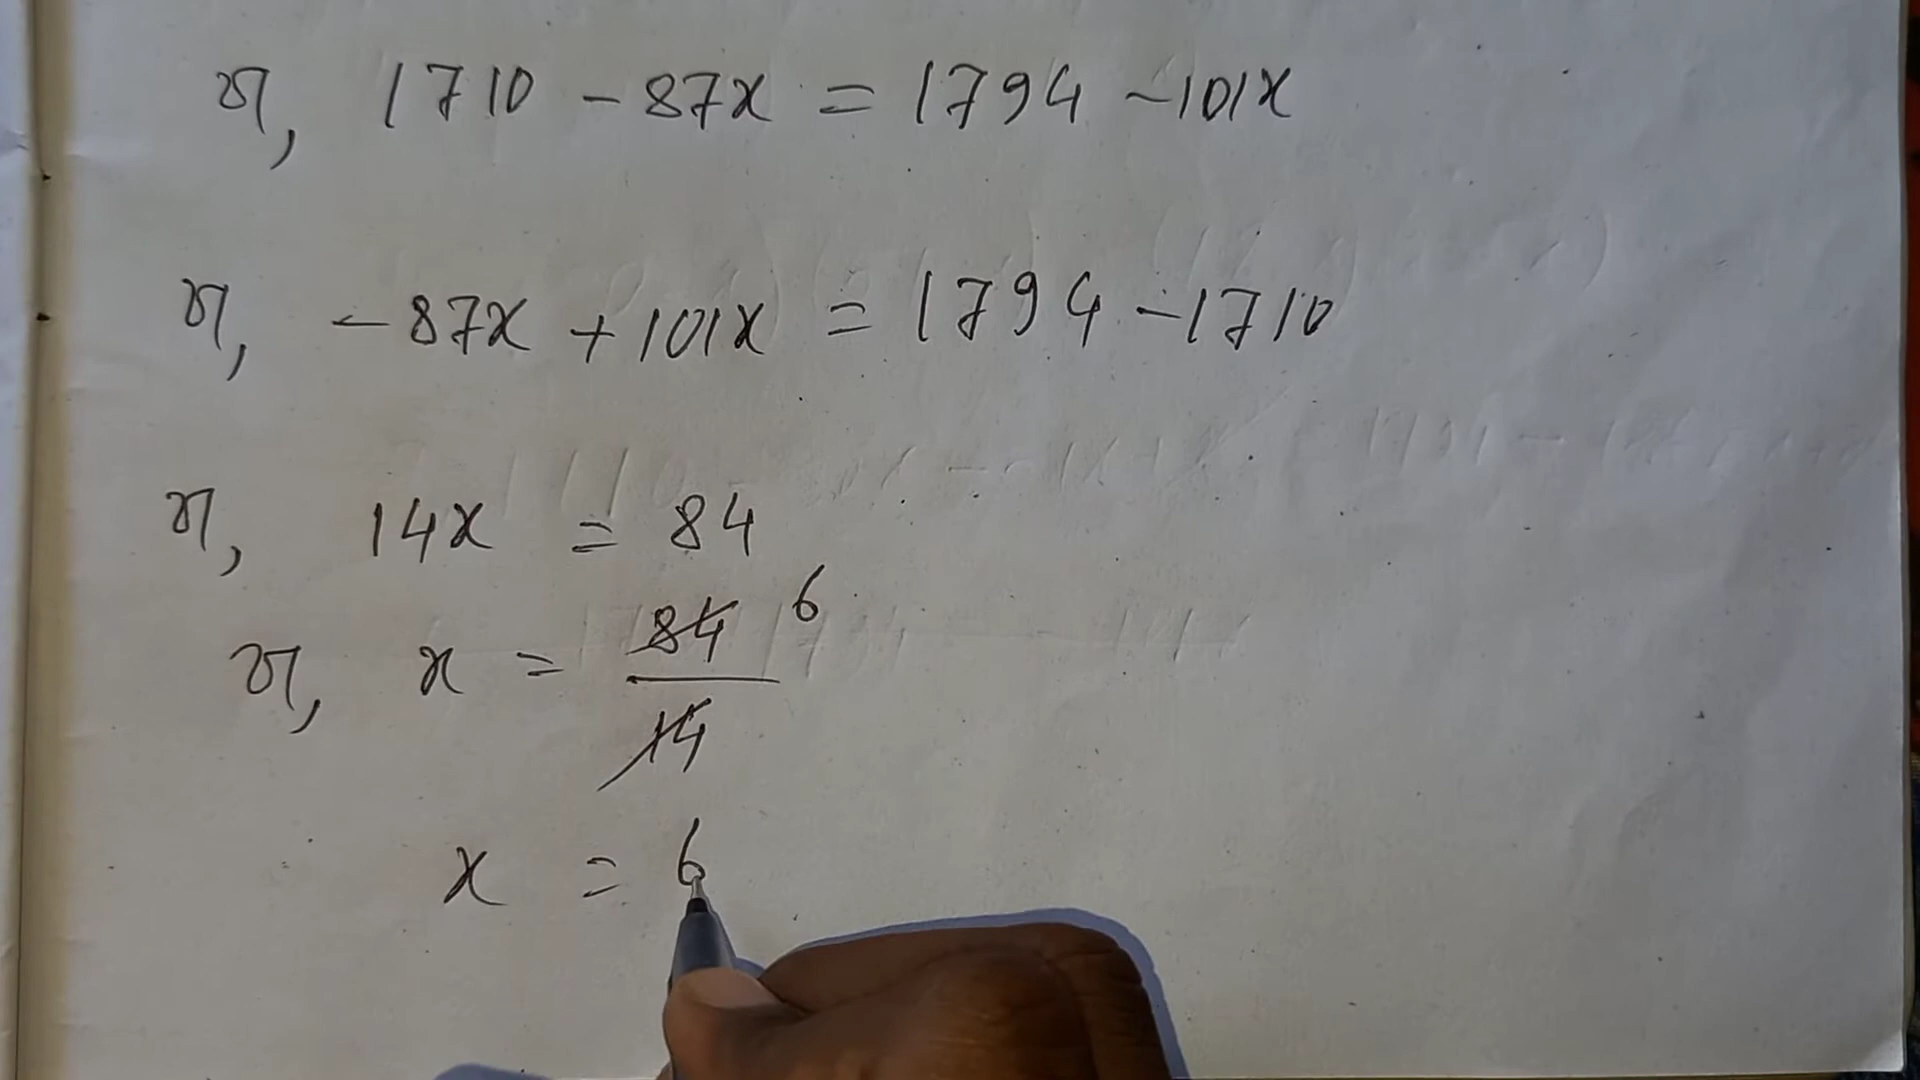 বা, 1710 - 87x = 1794 - 101x
বা, - 87x + 101x = 1794 - 1710
বা, 14x = 84
বা, x = 84/14 6
x = 6